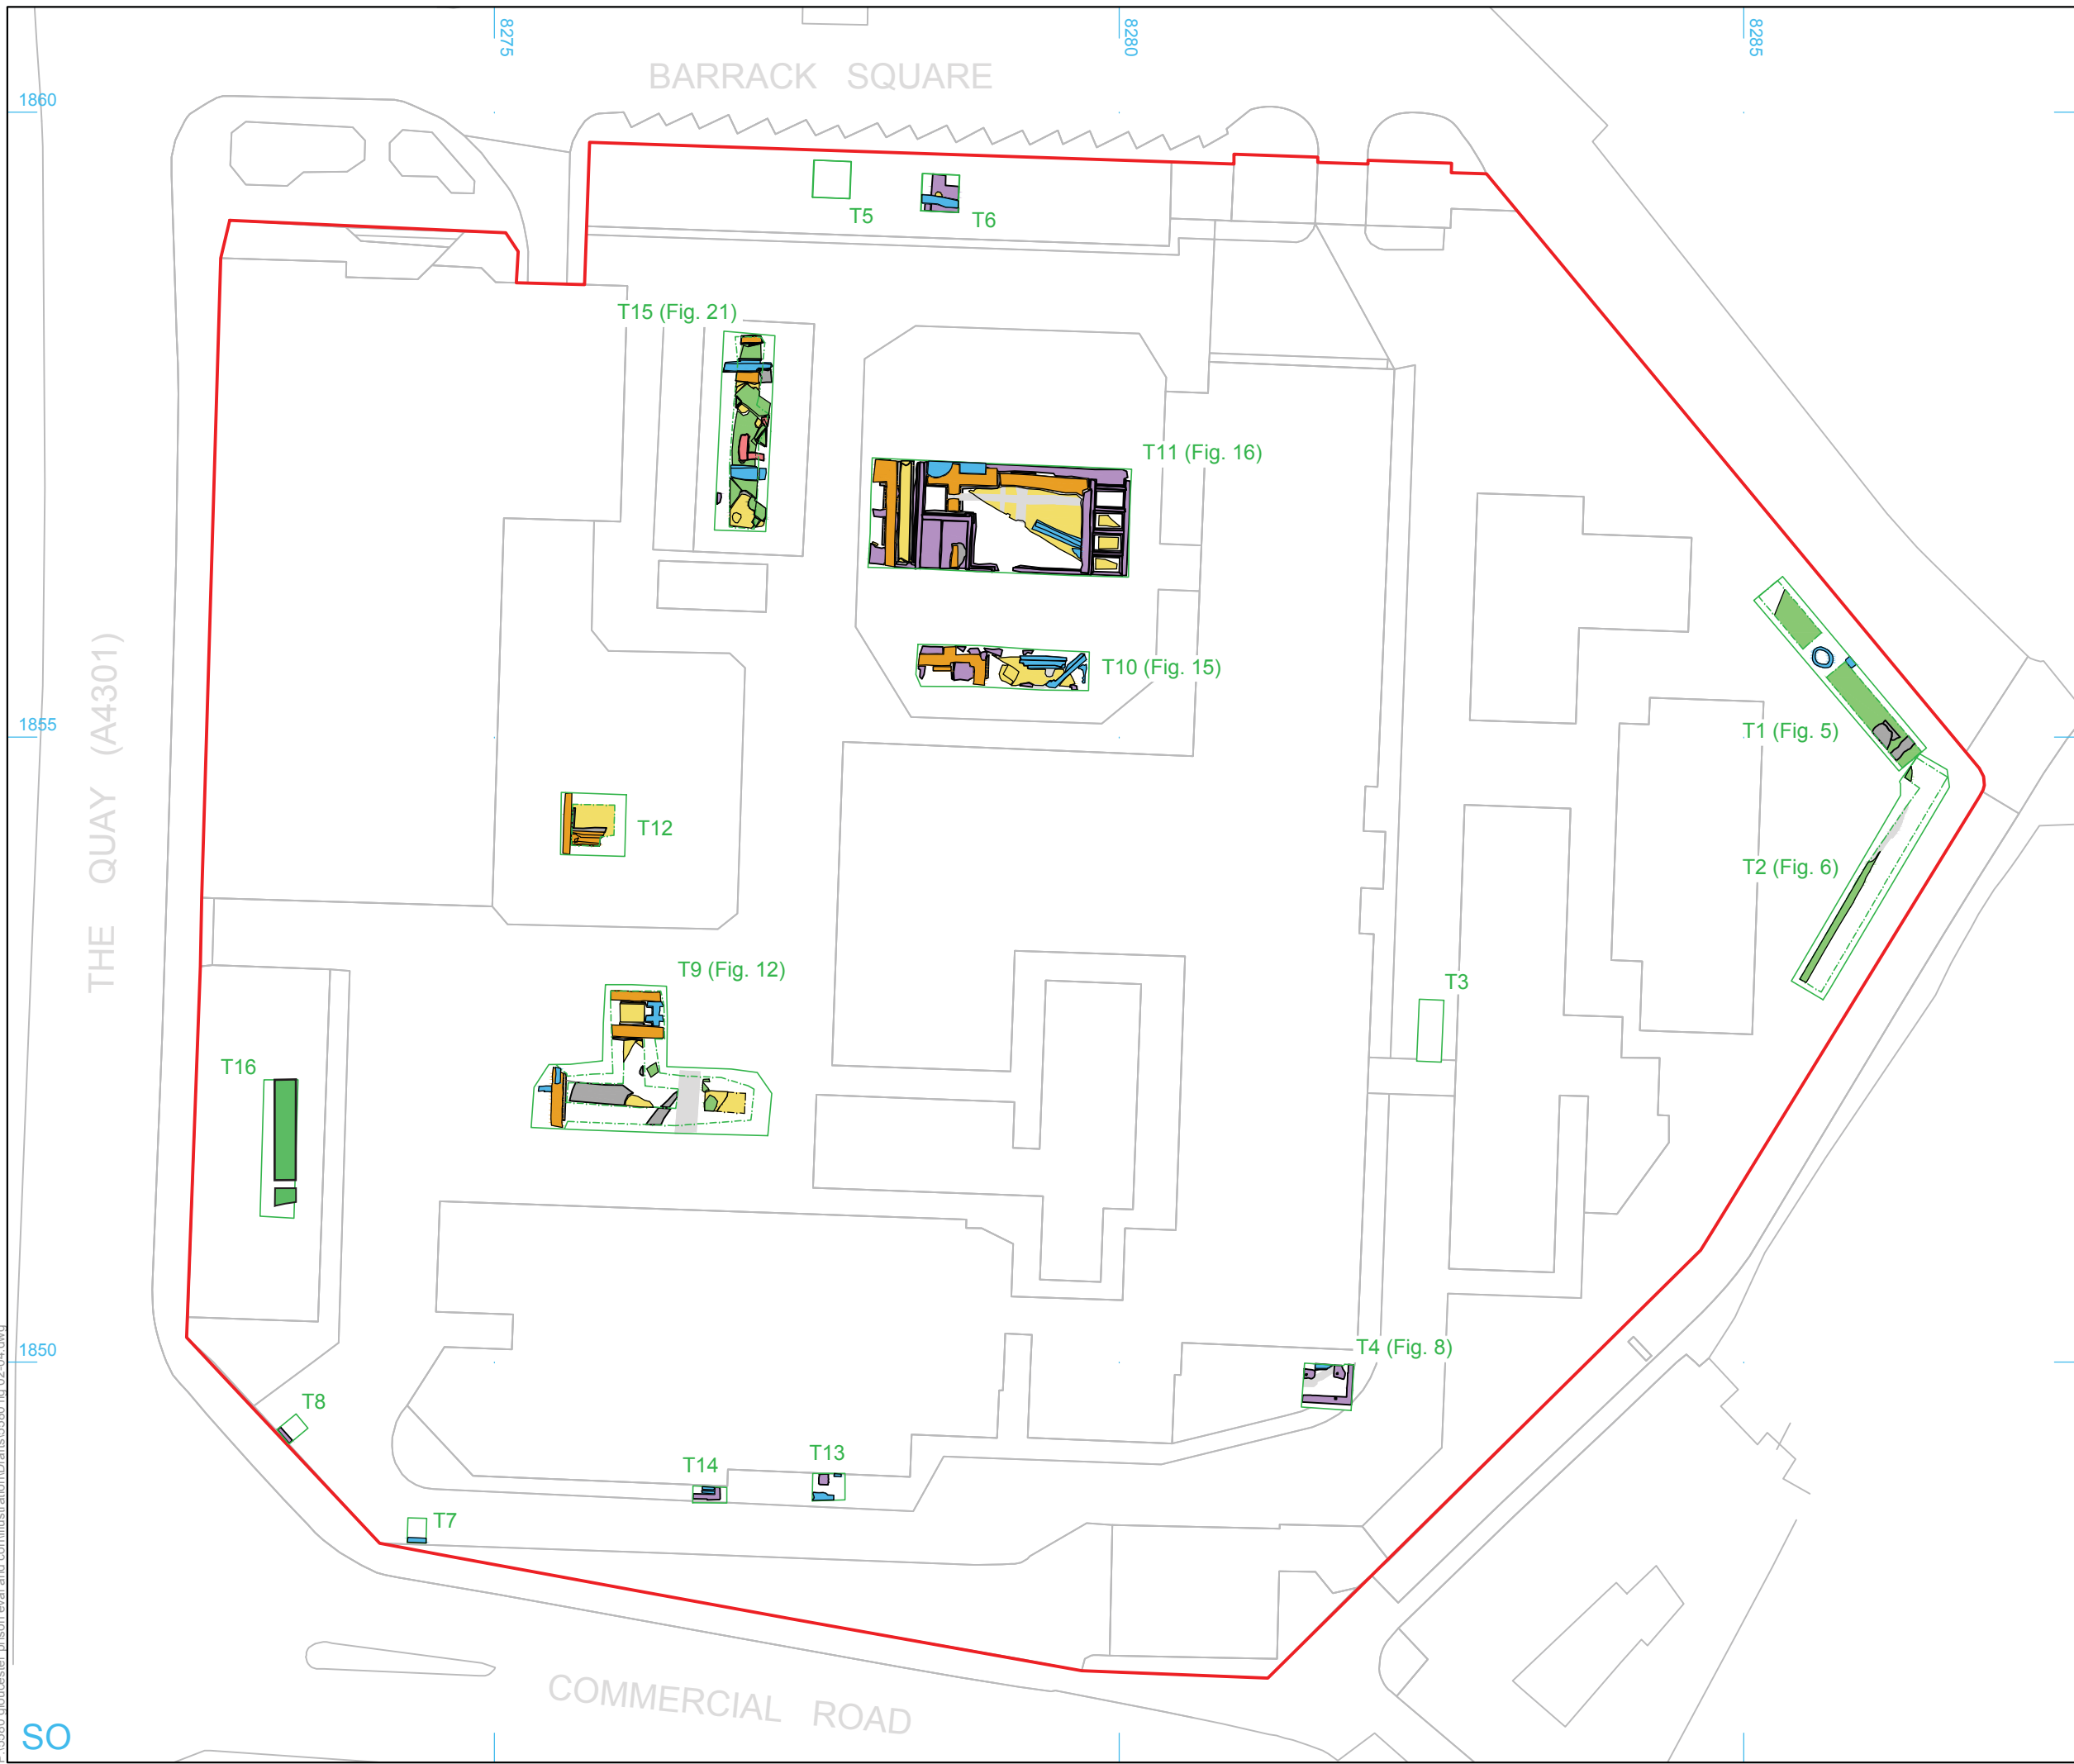 8275
8280
8285
BARRACK SQUARE
1860
T5
T6
T15 (Fig. 21)
T11 (Fig. 16)
T10 (Fig. 15)
THE QUAY (A4301)
1855
T1 (Fig. 5)
T12
T2 (Fig. 6)
T9 (Fig. 12)
T3
T16
1850
T4 (Fig. 8)
T8
T13
T14
T7
COMMERCIAL ROAD
SO